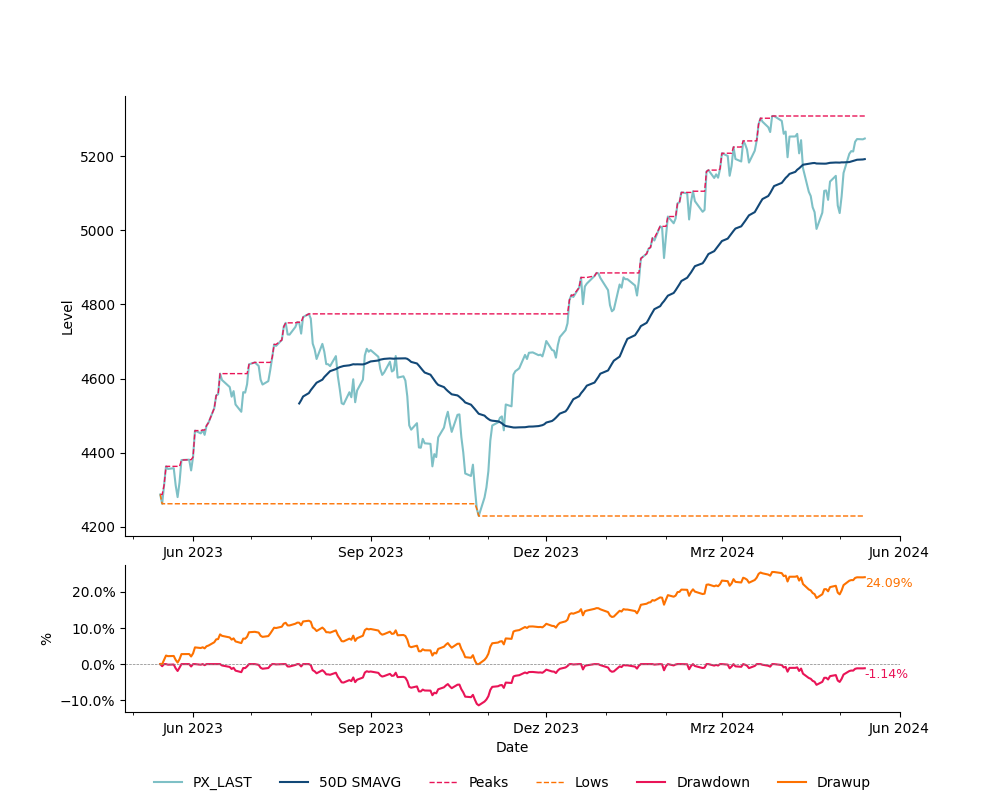 5200
5000
4800
4600
4400
4200
Level
Jun 2023
Sep 2023
Dez 2023
Mrz 2024
Jun 2024
20.0%
10.0%
0.0%
−10.0%
%
24.09%
-1.14%
Jun 2023
Sep 2023
Dez 2023
Mrz 2024
Jun 2024
Date
PX_LAST
50D SMAVG
Peaks
Lows
Drawdown
Drawup